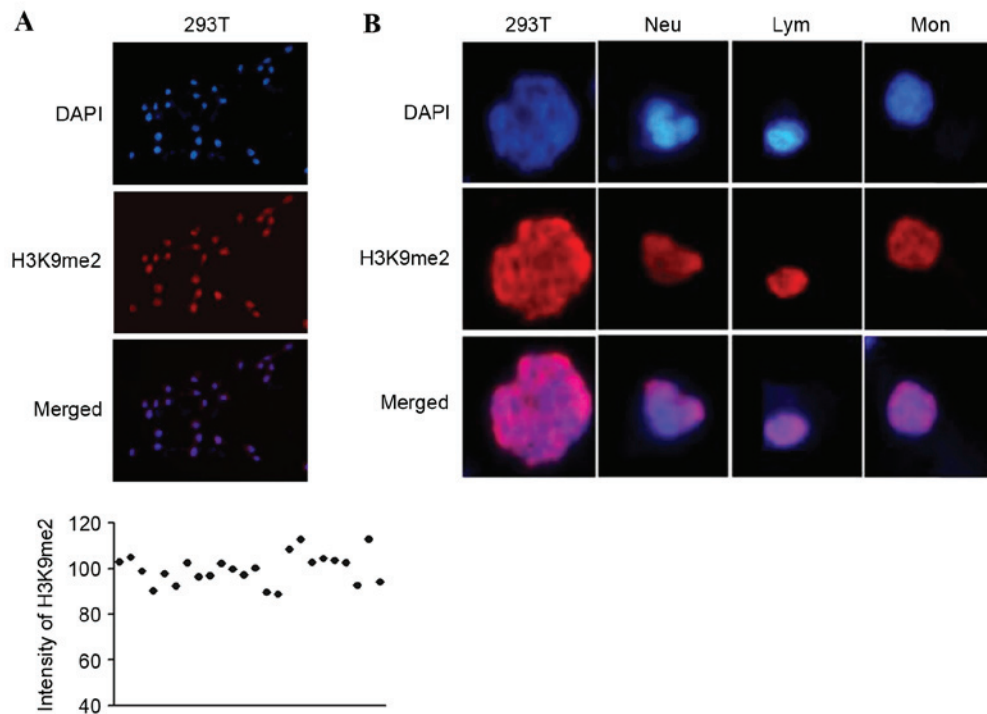 A
293T
DAPI
H3K9me2
Merged
Intensity of H3K9me2
120
100
80
60
40
B
293T Neu Lym Mon
DAPI
H3K9me2
Merged